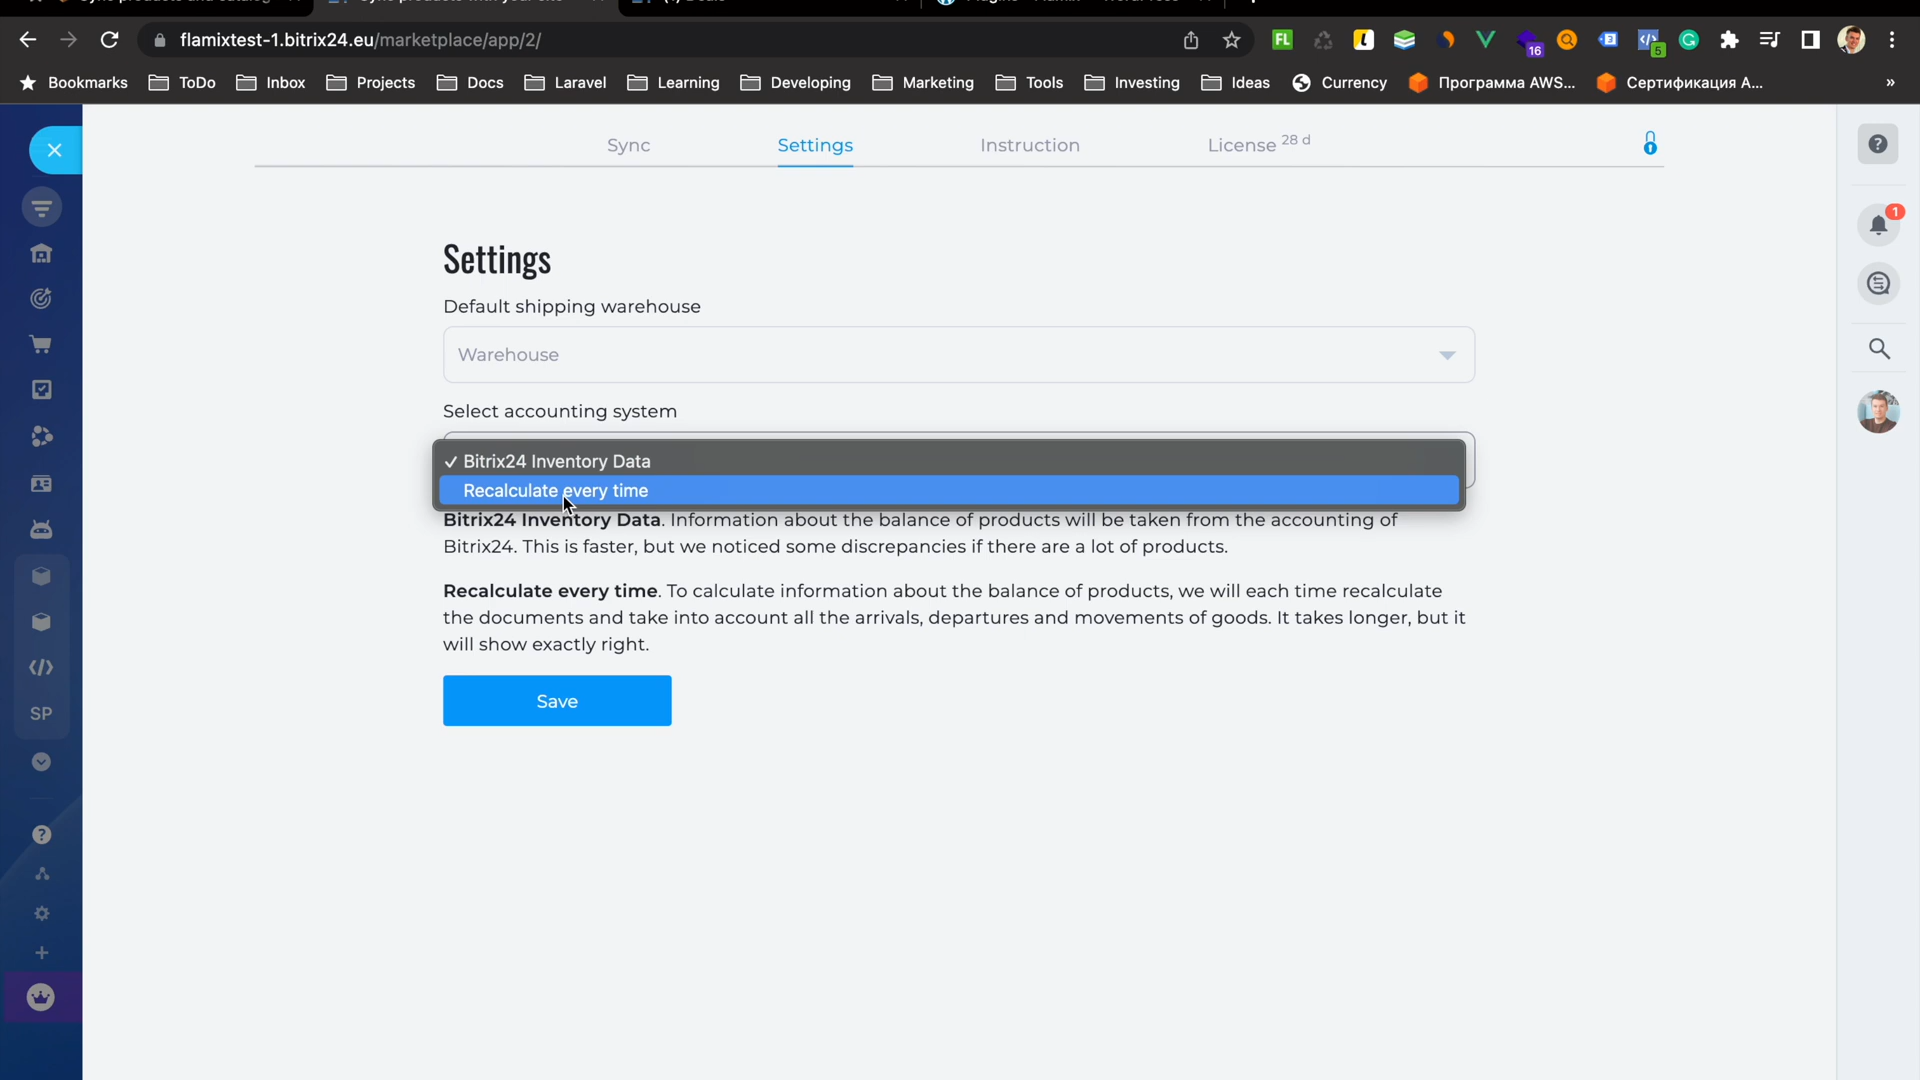 flamixtest-1.bitrix24.eu/marketplace/app/2/
16
5
Bookmarks ToDo Inbox Projects Docs Laravel Learning Developing Marketing Tools Investing Ideas Currency Программа AWS... Сертификация A... »
Sync Settings Instruction License 28 d
1
Settings
Default shipping warehouse
Warehouse
Select accounting system
✓ Bitrix24 Inventory Data
Recalculate every time
Bitrix24 Inventory Data. Information about the balance of products will be taken from the accounting of
Bitrix24. This is faster, but we noticed some discrepancies if there are a lot of products.
Recalculate every time. To calculate information about the balance of products, we will each time recalculate
the documents and take into account all the arrivals, departures and movements of goods. It takes longer, but it
will show exactly right.
Save
SP